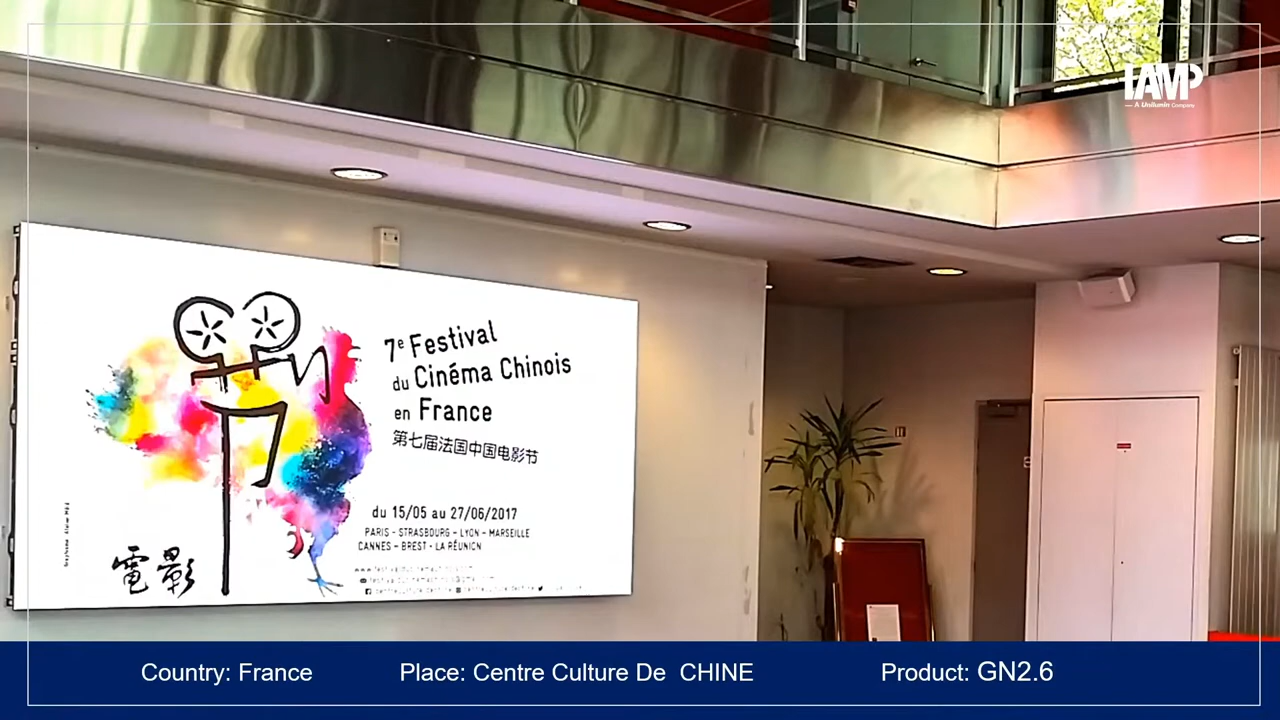 IAMP
A Unilumin Company
7e Festival
du Cinéma Chinois
en France
第七届法国中国电影节
du 15/05 au 27/06/2017
PARIS - STRASBOURG - LYON - MARSEILLE
CANNES - BREST - LA RÉUNION
電影
Country: France
Place: Centre Culture De CHINE
Product: GN2.6